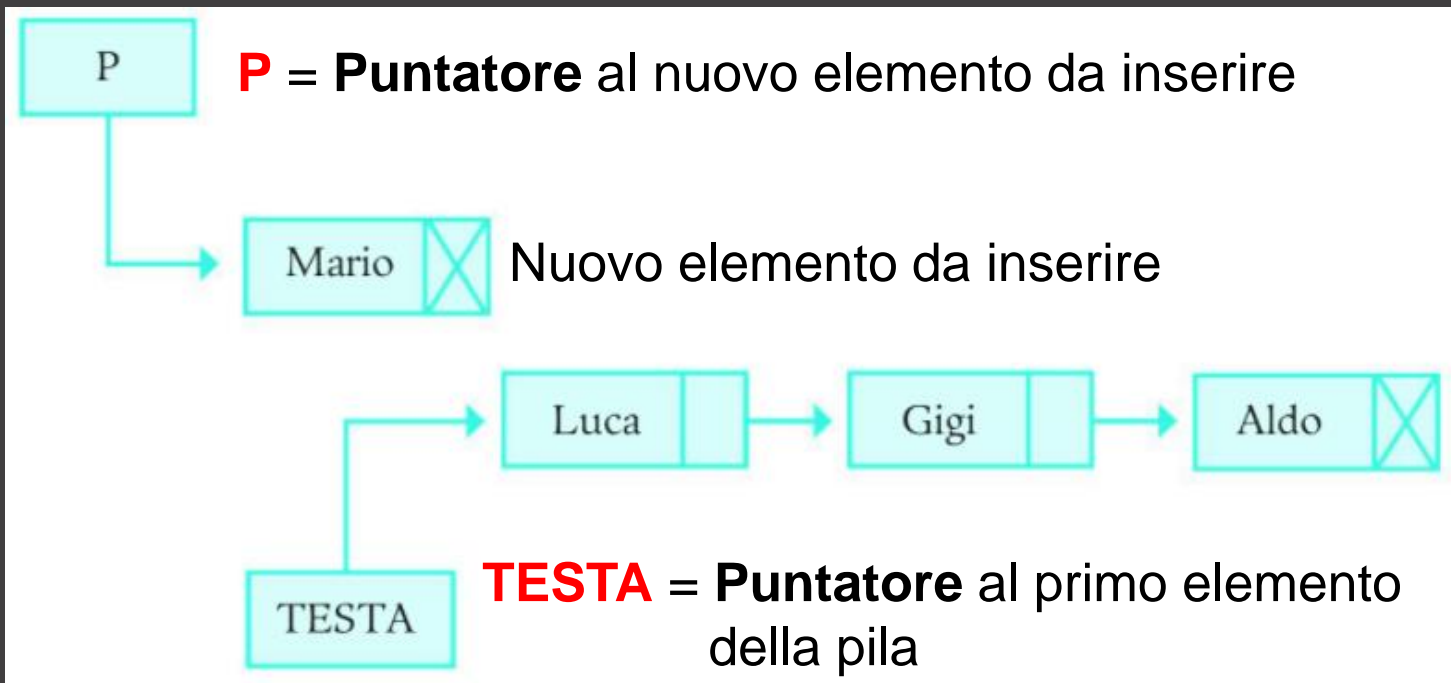 P
P = Puntatore al nuovo elemento da inserire
Mario
Nuovo elemento da inserire
Luca
Gigi
Aldo
TESTA
TESTA = Puntatore al primo elemento
della pila